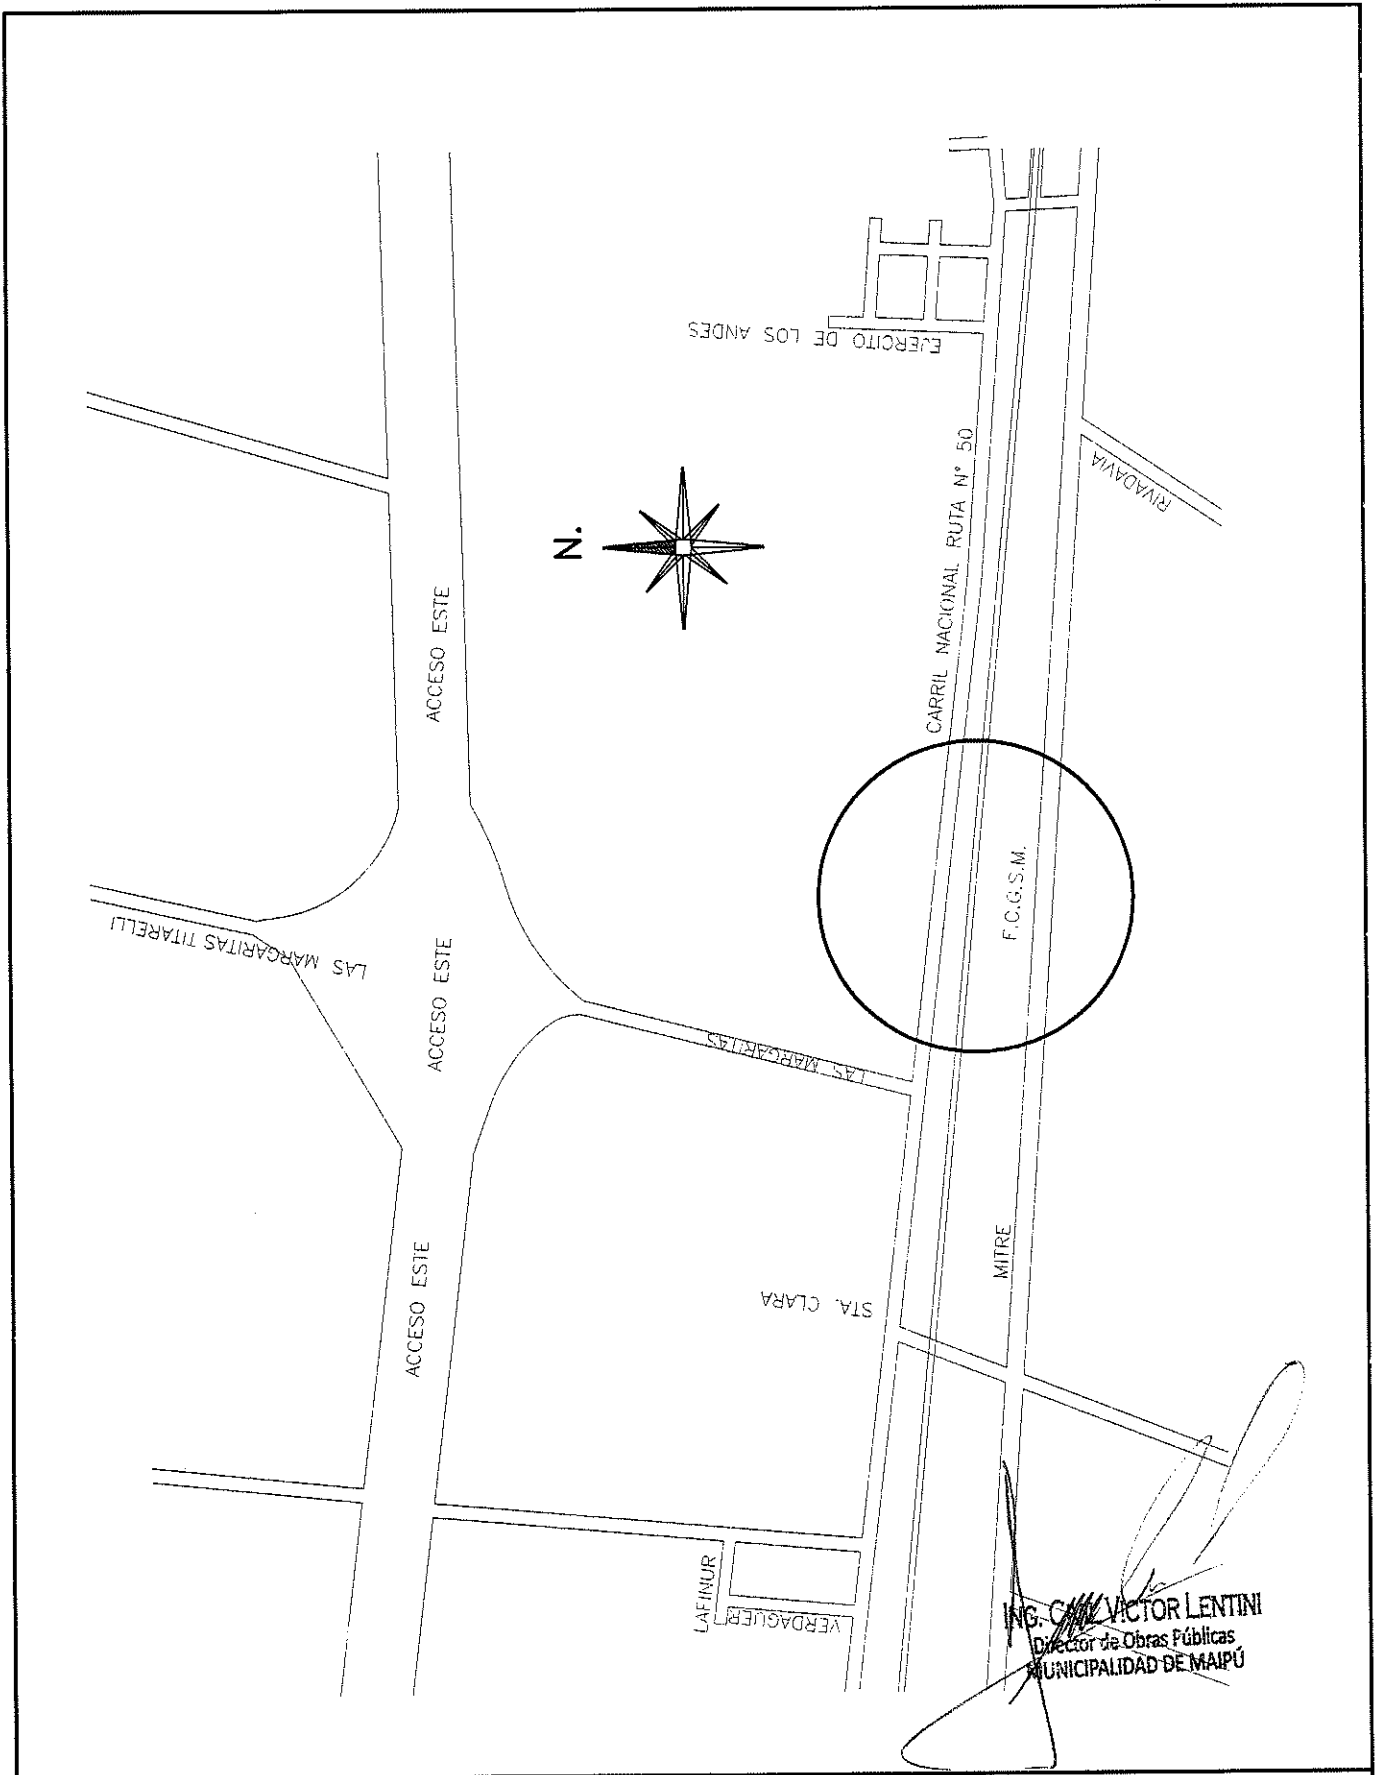 EJERCITO DE LOS ANDES
RIVADAVIA
CARRIL NACIONAL RUTA N° 50
N.
ACCESO ESTE
LAS MARGARITAS TITARELLI
ACCESO ESTE
F.C.G.S.M.
LAS MARGARITAS
ACCESO ESTE
STA. CLARA
MITRE
LAFINUR
VERDAGUER
ING. CIVIL VICTOR LENTINI
Director de Obras Públicas
MUNICIPALIDAD DE MAIPÚ